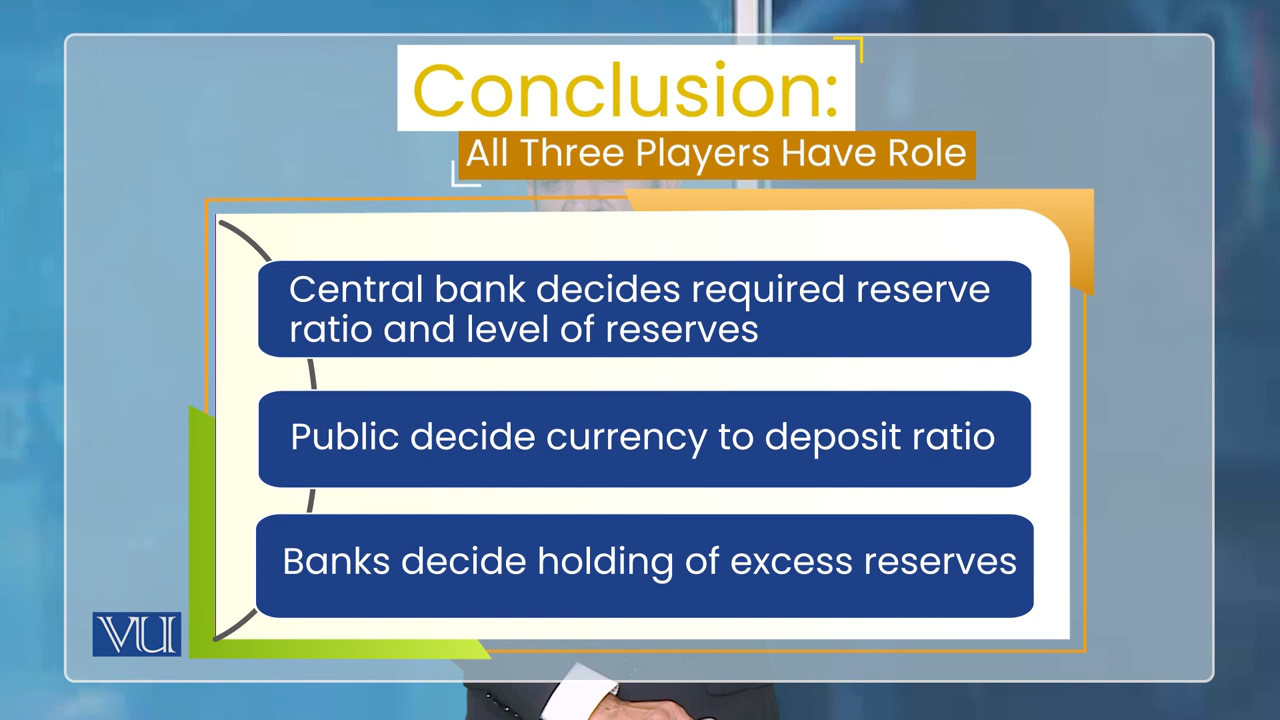 Conclusion:
All Three Players Have Role
Central bank decides required reserve
ratio and level of reserves
Public decide currency to deposit ratio
Banks decide holding of excess reserves
VU